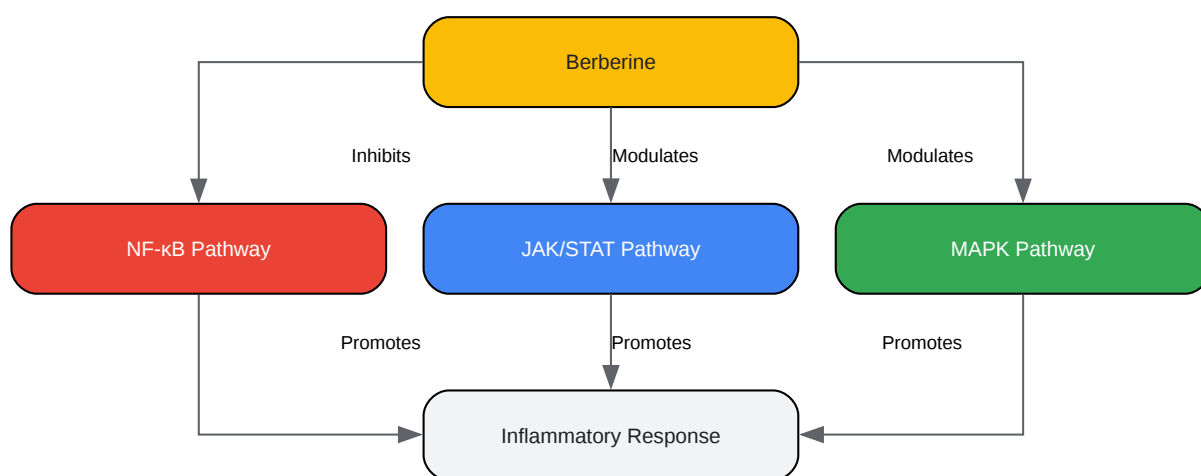 Berberine
Inhibits
Modulates
Modulates
NF-κB Pathway
JAK/STAT Pathway
MAPK Pathway
Promotes
Promotes
Promotes
Inflammatory Response